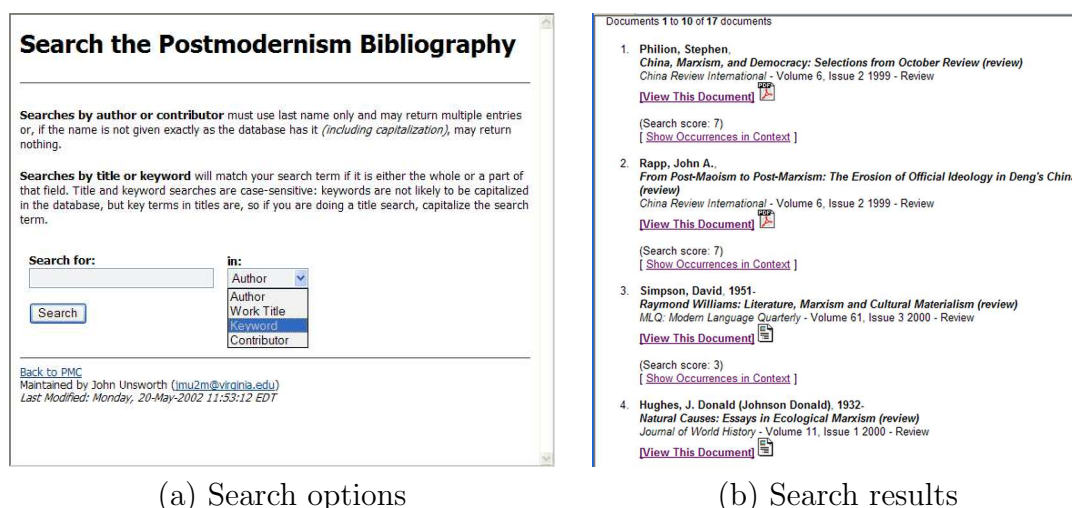 Search the Postmodernism Bibliography
Searches by author or contributor must use last name only and may return multiple entries
or, if the name is not given exactly as the database has it (including capitalization), may return
nothing.
Searches by title or keyword will match your search term if it is either the whole or a part of
that field. Title and keyword searches are case-sensitive: keywords are not likely to be capitalized
in the database, but key terms in titles are, so if you are doing a title search, capitalize the search
term.
Search for:
in:
Author
Author
Work Title
Keyword
Contributor
Search
Back to PMC
Maintained by John Unsworth (jmu2m@virginia.edu)
Last Modified: Monday, 20-May-2002 11:53:12 EDT
(a) Search options
Documents 1 to 10 of 17 documents
1. Philion, Stephen,
China, Marxism, and Democracy: Selections from October Review (review)
China Review International - Volume 6, Issue 2 1999 - Review
[View This Document] PDF
(Search score: 7)
[ Show Occurrences in Context ]
2. Rapp, John A.,
From Post-Maoism to Post-Marxism: The Erosion of Official Ideology in Deng's China
(review)
China Review International - Volume 6, Issue 2 1999 - Review
[View This Document] PDF
(Search score: 7)
[ Show Occurrences in Context ]
3. Simpson, David, 1951-
Raymond Williams: Literature, Marxism and Cultural Materialism (review)
MLQ: Modern Language Quarterly - Volume 61, Issue 3 2000 - Review
[View This Document]
(Search score: 3)
[ Show Occurrences in Context ]
4. Hughes, J. Donald (Johnson Donald), 1932-
Natural Causes: Essays in Ecological Marxism (review)
Journal of World History - Volume 11, Issue 1 2000 - Review
[View This Document]
(b) Search results